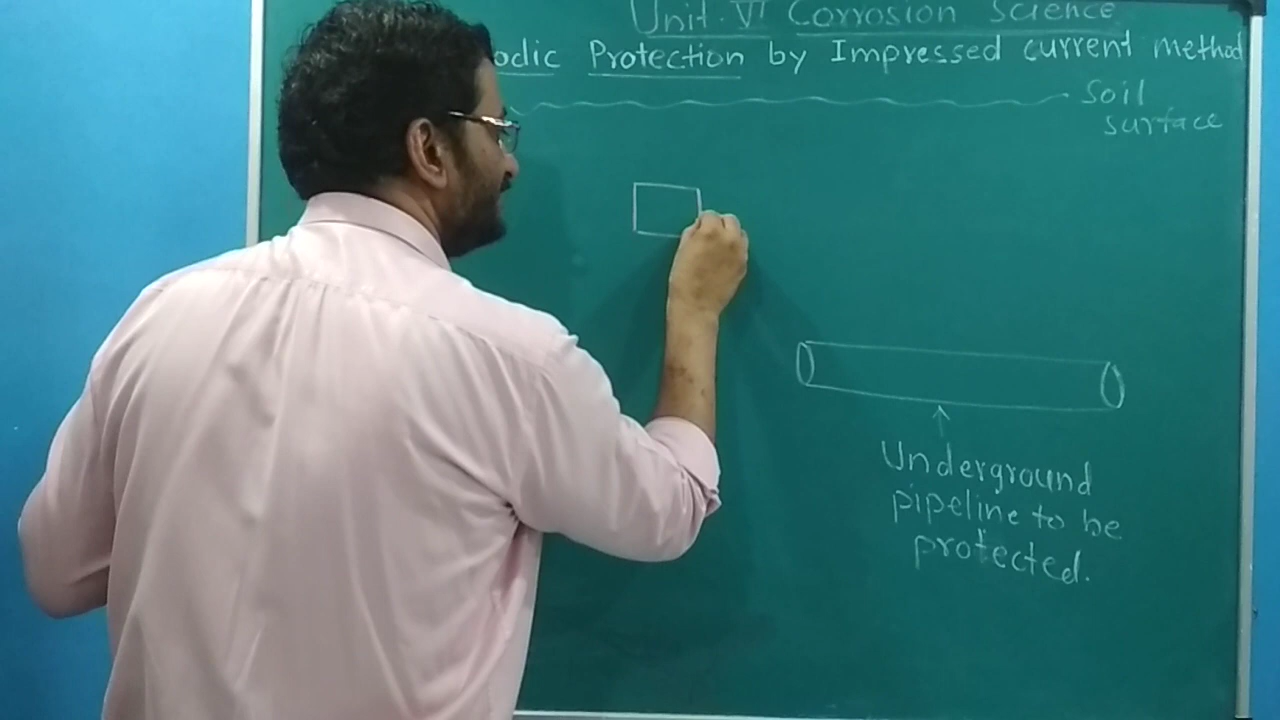 Unit. VI Corrosion Science
odic Protection by Impressed current method
Soil
surface
Underground
pipeline to be
protected.